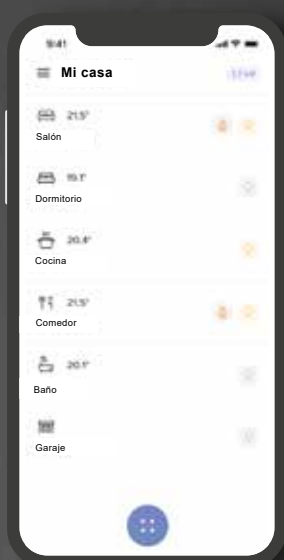 9:41
Mi casa
21.5°
Salón
19.1°
Dormitorio
20.4°
Cocina
21.5°
Comedor
20.1°
Baño
Garaje